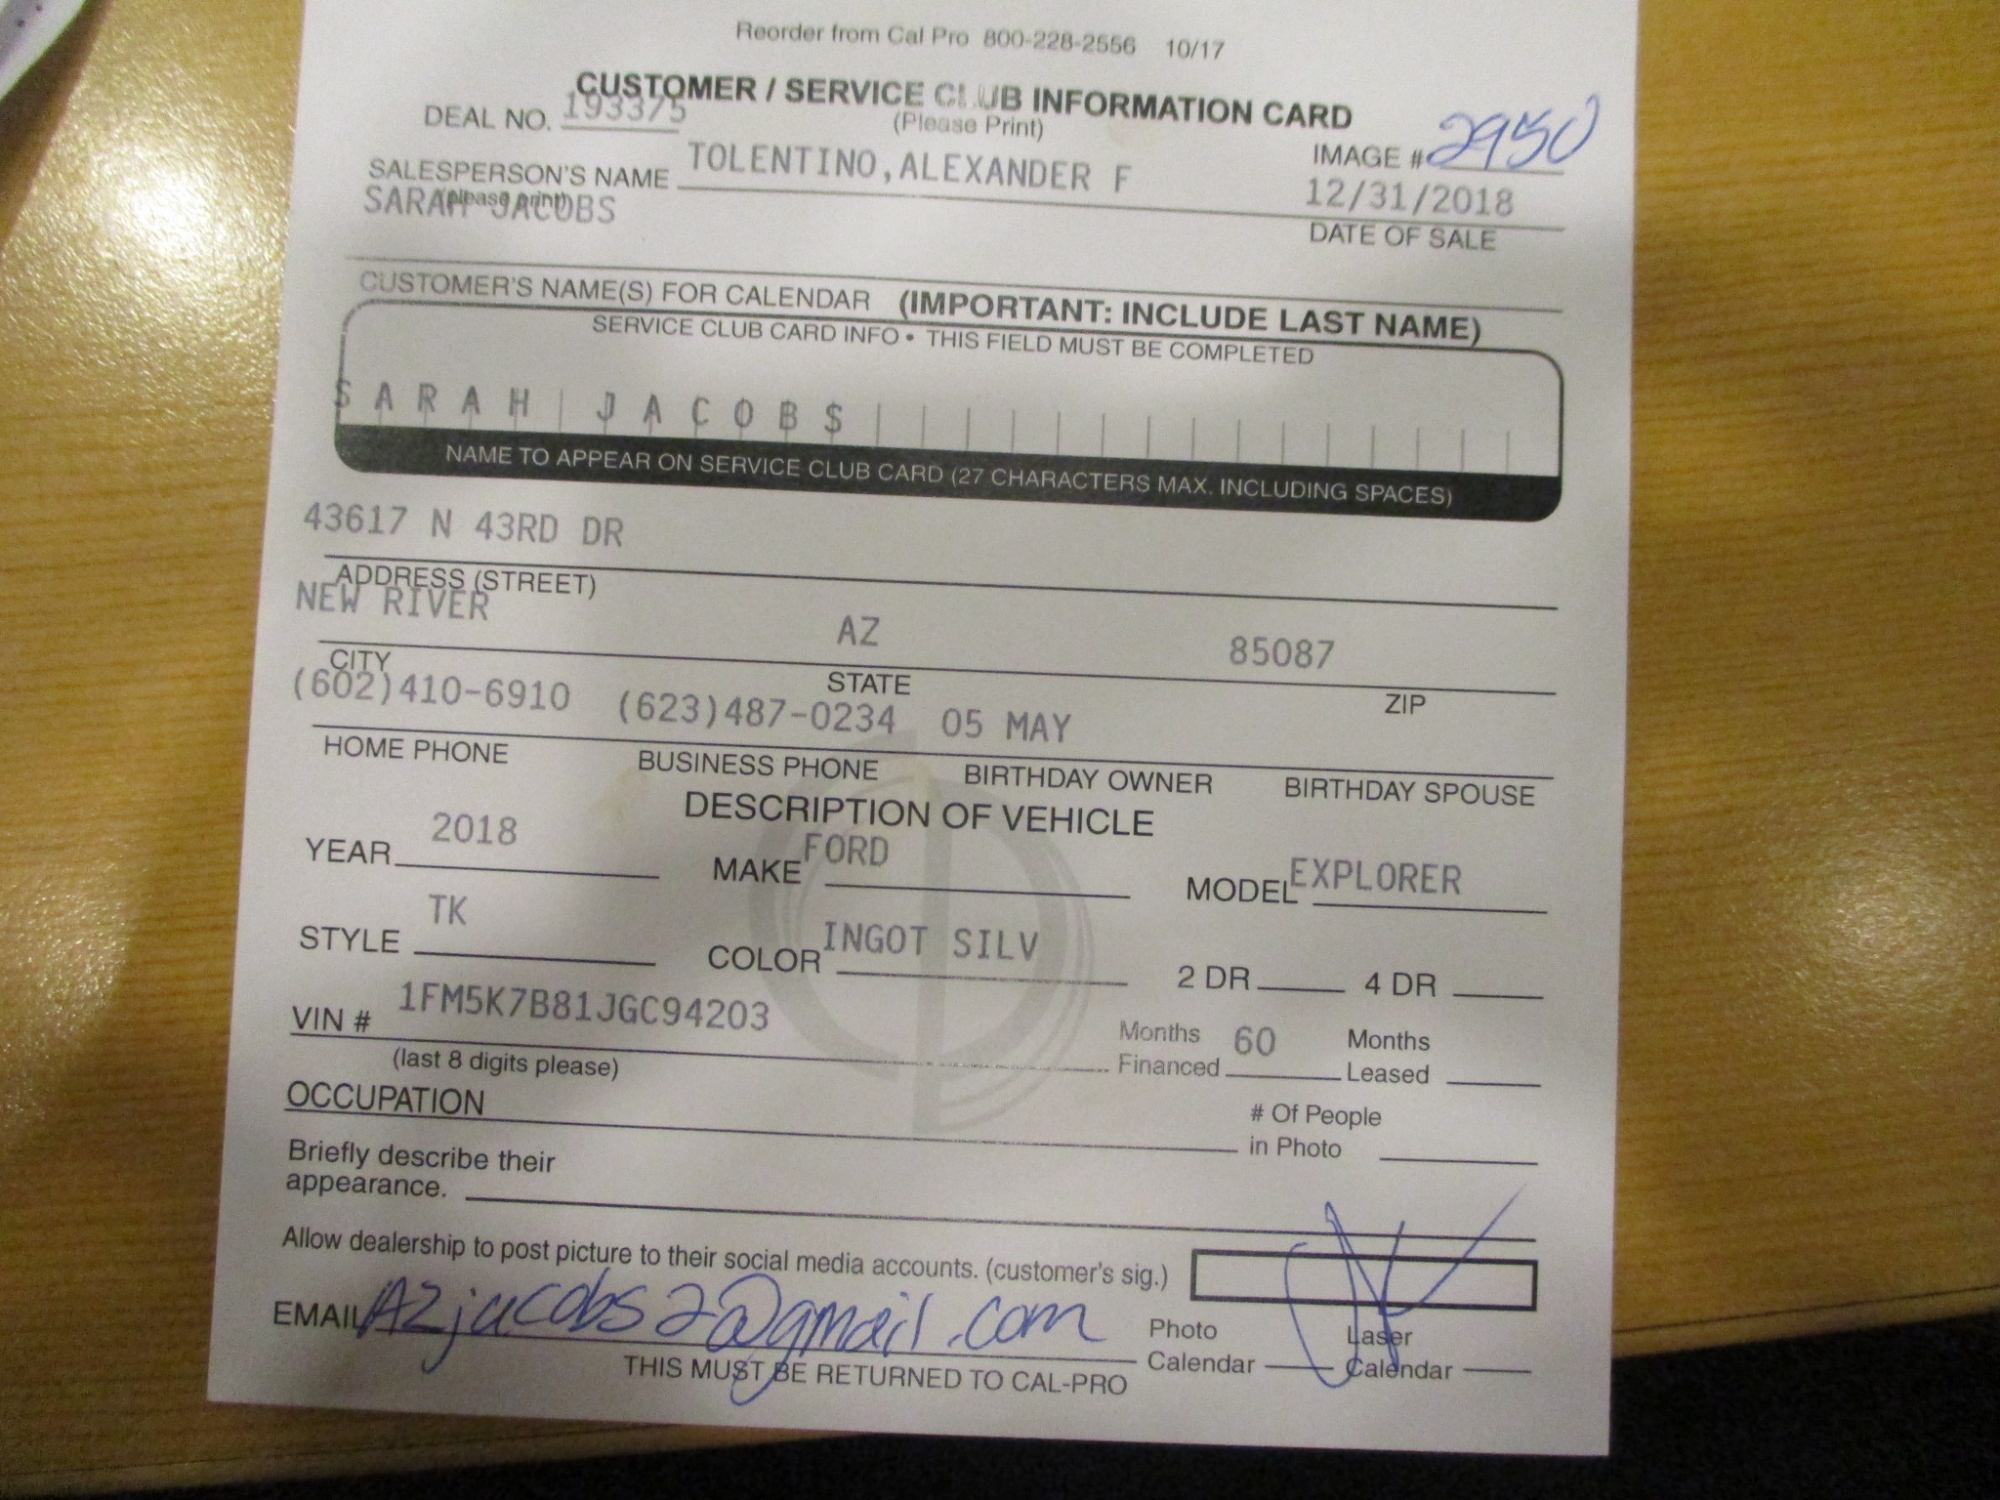 Reorder from Cal Pro 800-228-2556 10/17
CUSTOMER / SERVICE CLUB INFORMATION CARD
(Please Print)
DEAL NO. 193375
IMAGE # 2950
SALESPERSON'S NAME TOLENTINO,ALEXANDER F
(please print)
12/31/2018
SARAH JACOBS
DATE OF SALE
CUSTOMER'S NAME(S) FOR CALENDAR (IMPORTANT: INCLUDE LAST NAME)
SERVICE CLUB CARD INFO • THIS FIELD MUST BE COMPLETED
SARAH JACOBS
NAME TO APPEAR ON SERVICE CLUB CARD (27 CHARACTERS MAX. INCLUDING SPACES)
43617 N 43RD DR
ADDRESS (STREET)
NEW RIVER AZ 85087
CITY STATE ZIP
(602)410-6910 (623)487-0234 05 MAY
HOME PHONE BUSINESS PHONE BIRTHDAY OWNER BIRTHDAY SPOUSE
DESCRIPTION OF VEHICLE
YEAR 2018 MAKE FORD MODEL EXPLORER
STYLE TK COLOR INGOT SILV 2 DR 4 DR
VIN # 1FM5K7B81JGC94203
(last 8 digits please)
Months Financed 60 Months Leased
OCCUPATION
# Of People in Photo
Briefly describe their
appearance.
Allow dealership to post picture to their social media accounts. (customer's sig.)
EMAIL AZjacobs2@gmail.com
Photo Calendar Laser Calendar
THIS MUST BE RETURNED TO CAL-PRO